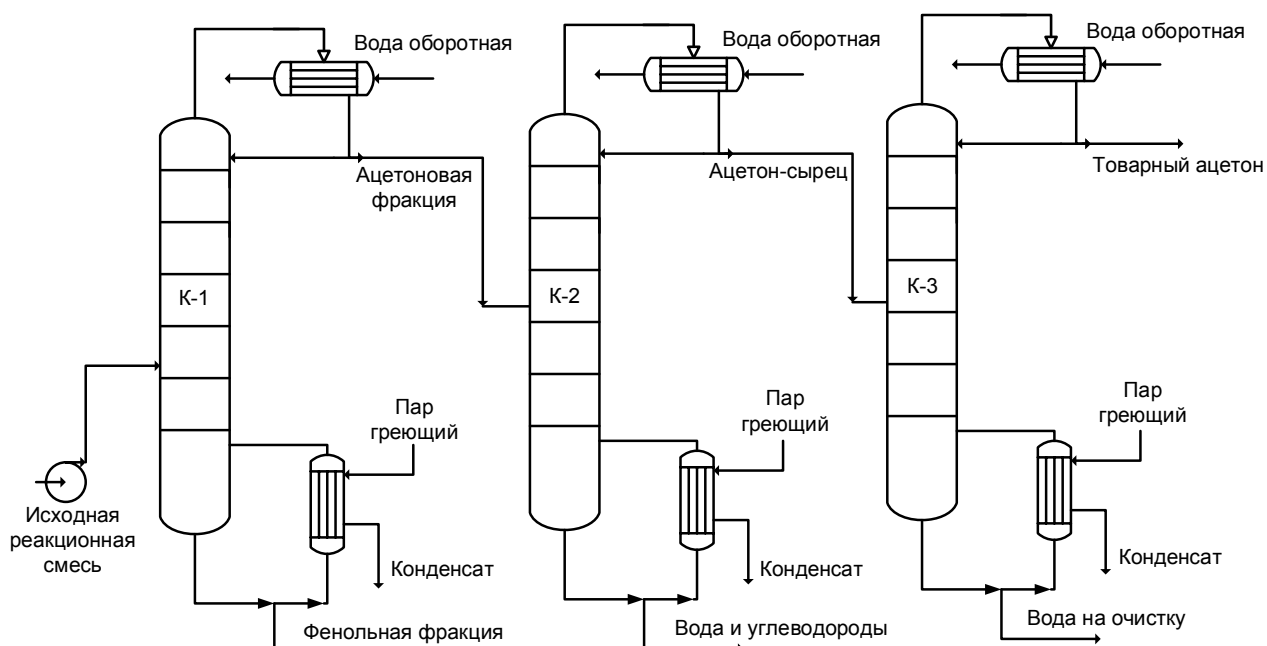 Вода оборотная
Вода оборотная
Вода оборотная
Ацетоновая
фракция
Ацетон-сырец
Товарный ацетон
К-1
К-2
К-3
Пар
греющий
Пар
греющий
Пар
греющий
Исходная
реакционная
смесь
Конденсат
Конденсат
Конденсат
Фенольная фракция
Вода и углеводороды
Вода на очистку